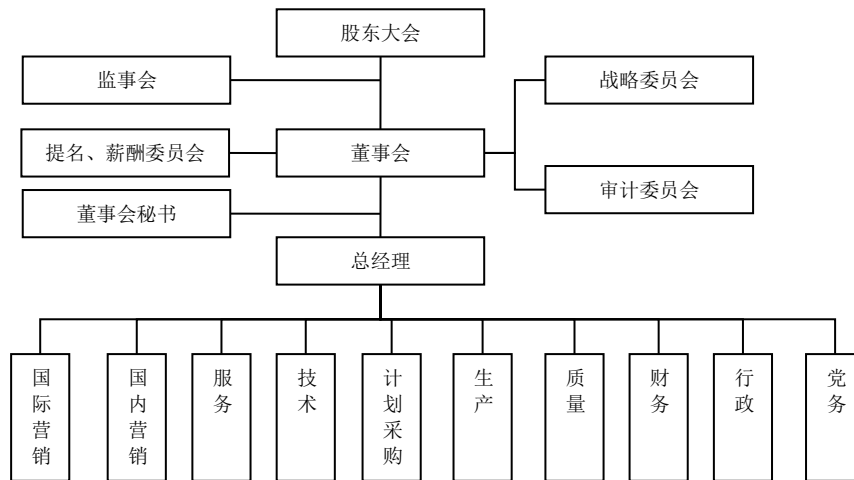 股东大会
监事会
战略委员会
提名、薪酬委员会
董事会
审计委员会
董事会秘书
总经理
国际营销
国内营销
服务
技术
计划采购
生产
质量
财务
行政
党务